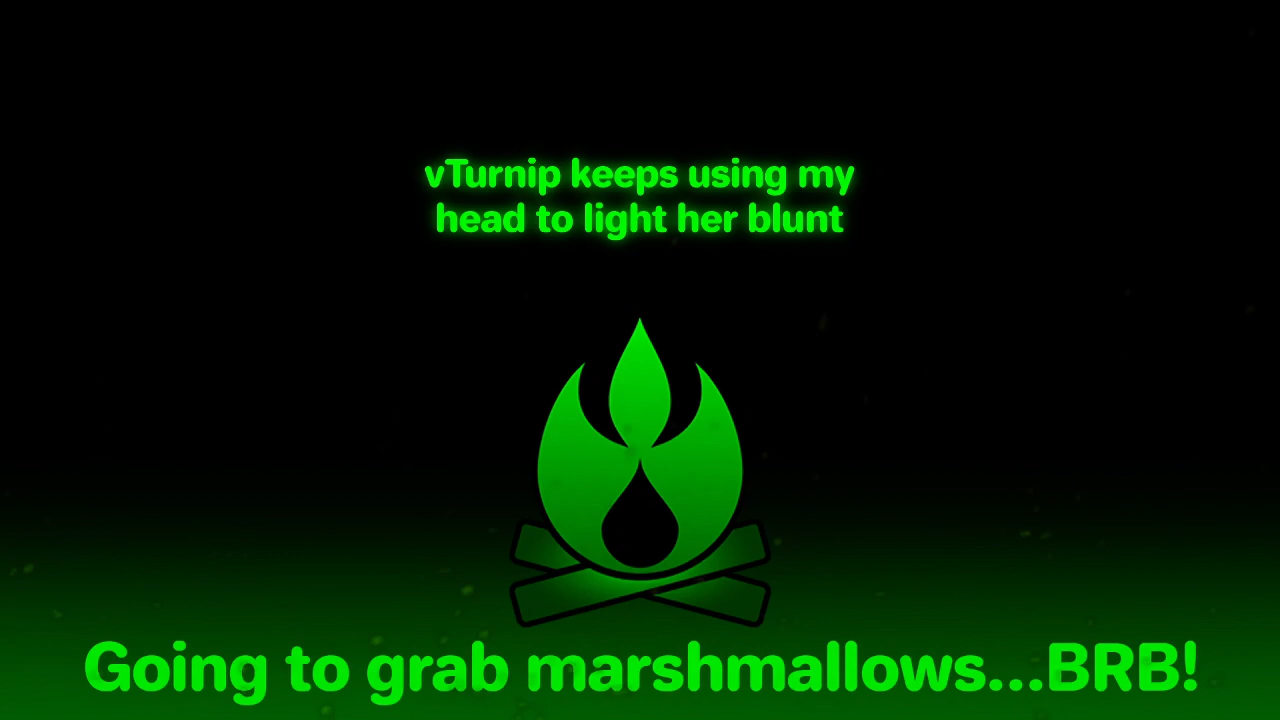 vTurnip keeps using my
head to light her blunt
Going to grab marshmallows...BRB!